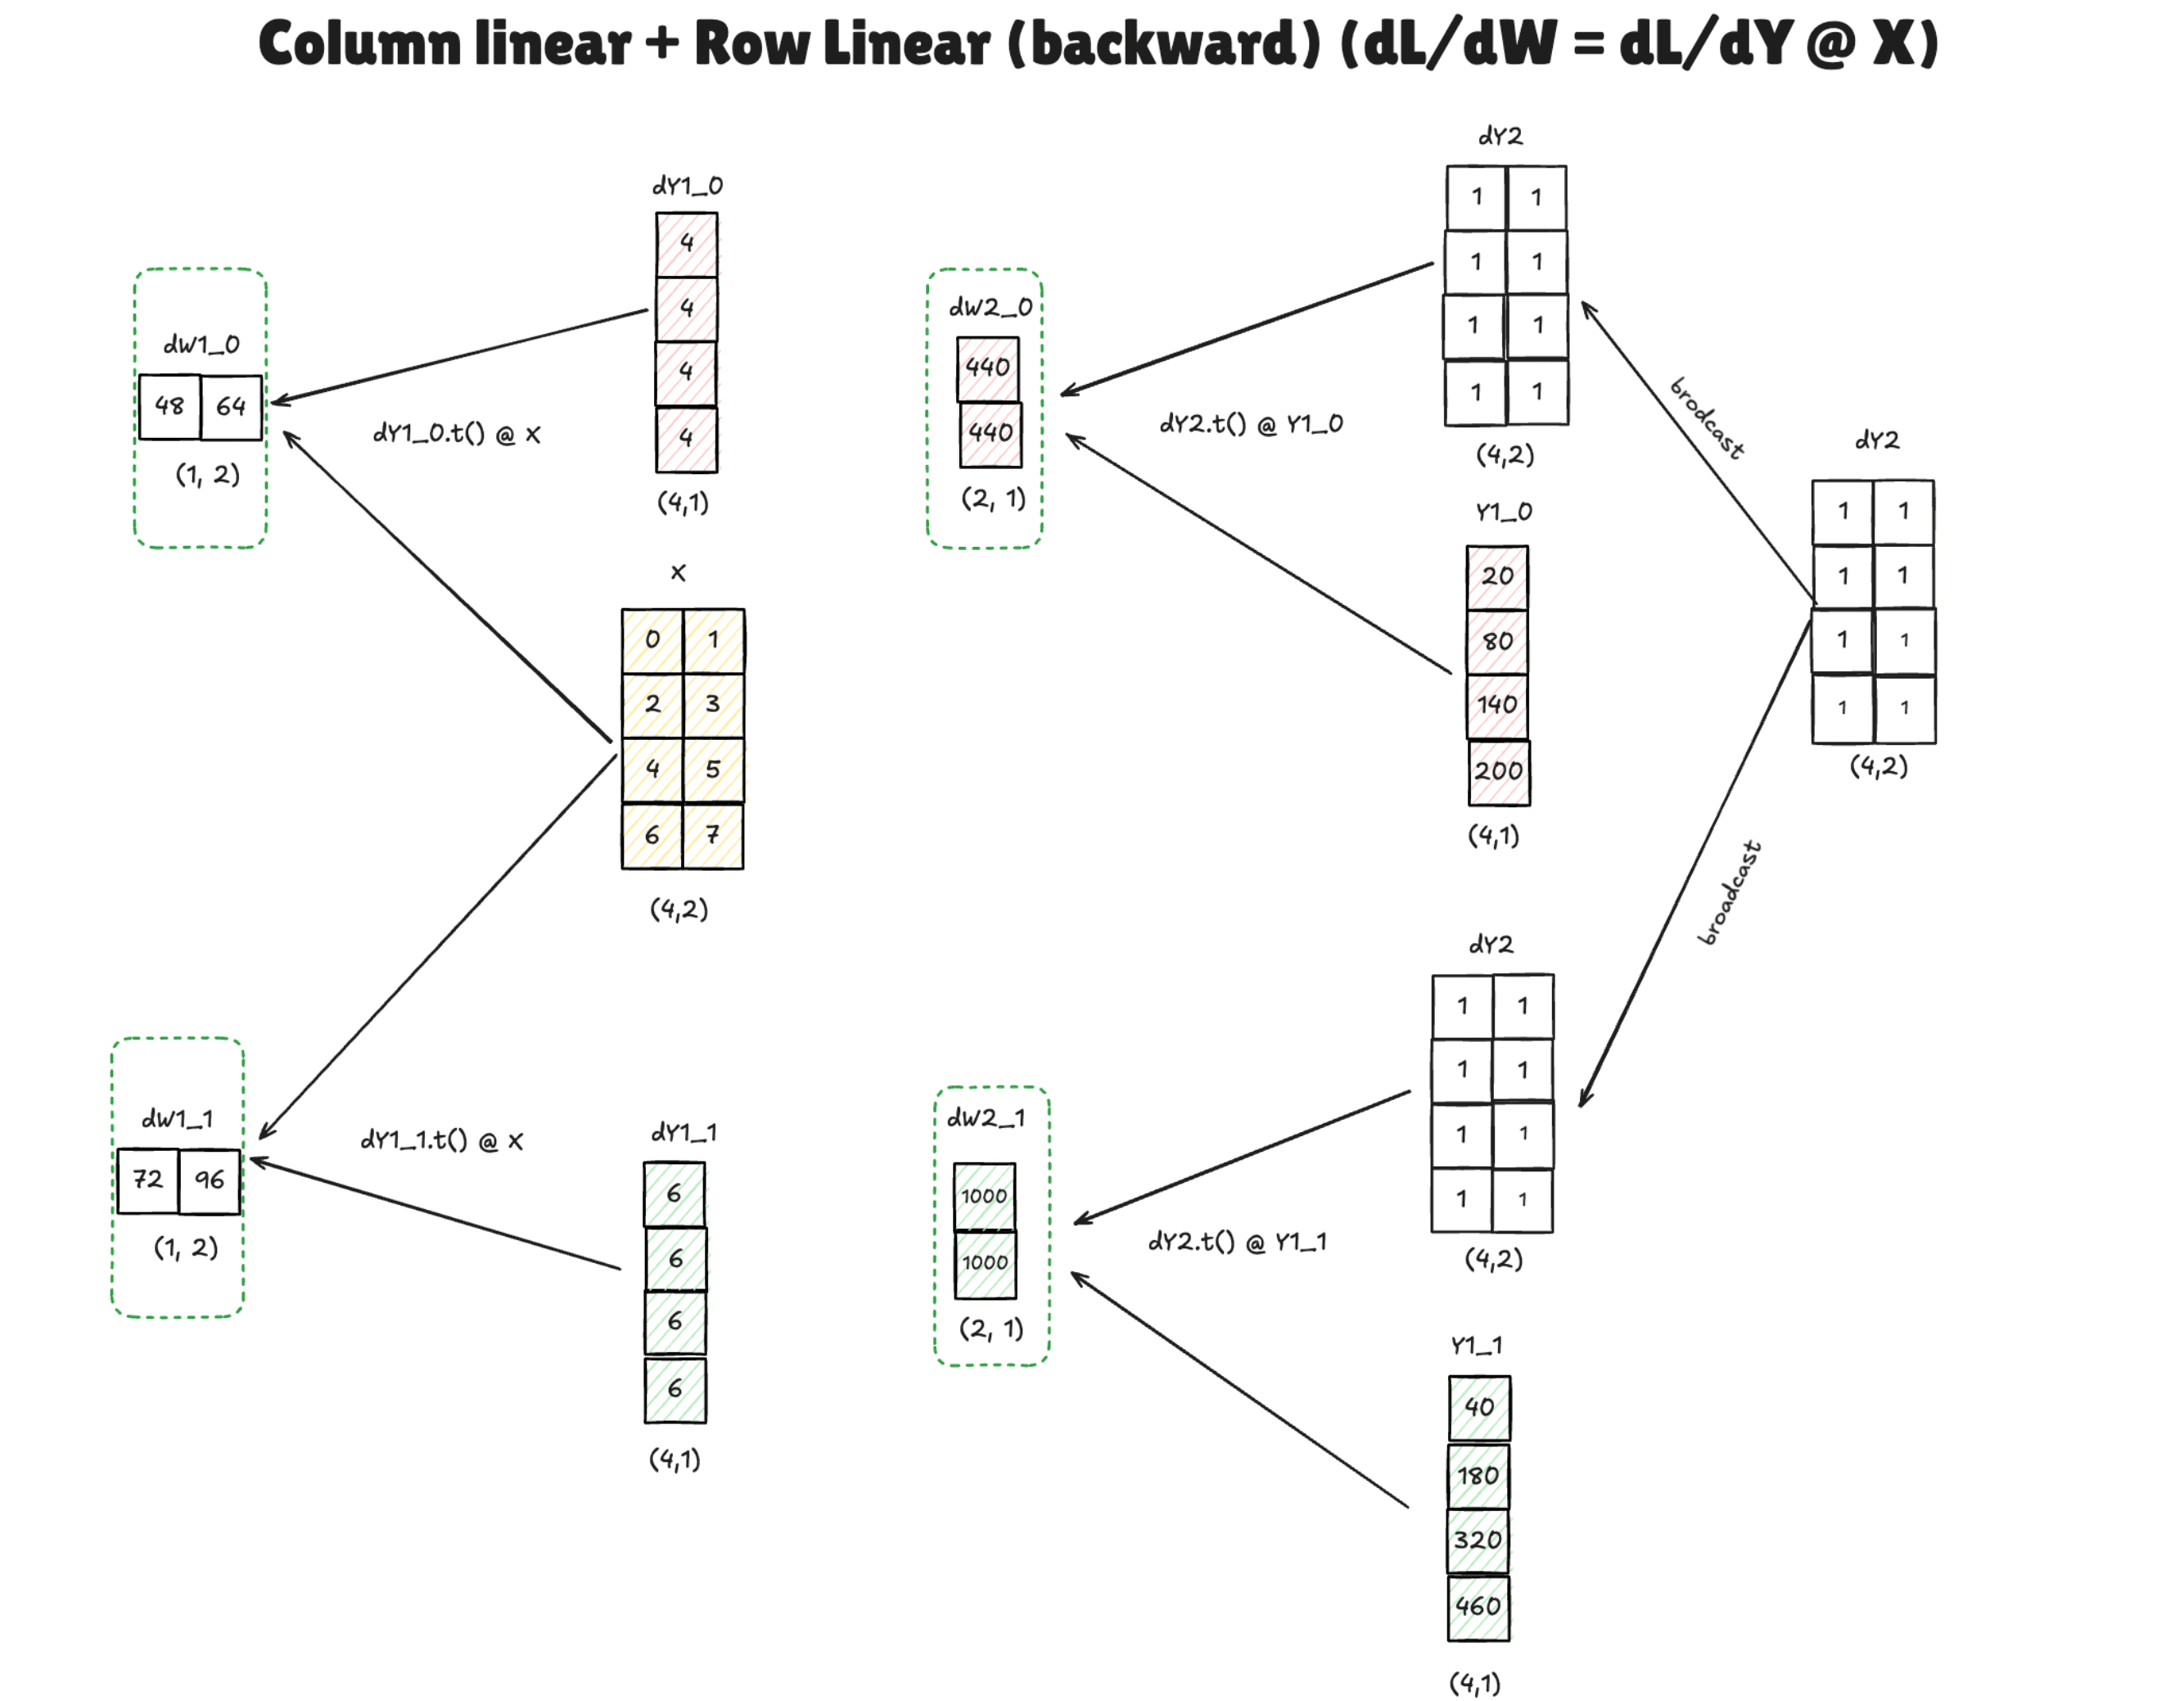 Column linear + Row Linear (backward) (dL/dW = dL/dY @ X)
dY1_0
4
4
4
4
(4,1)
dW1_0
48 64
(1, 2)
dY1_0.t() @ X
X
0 1
2 3
4 5
6 7
(4,2)
dW1_1
72 96
(1, 2)
dY1_1.t() @ X
dY1_1
6
6
6
6
(4,1)
dW2_0
440
440
(2, 1)
dY2.t() @ Y1_0
dY2
1 1
1 1
1 1
1 1
(4,2)
Y1_0
20
80
140
200
(4,1)
brodcast
dY2
1 1
1 1
1 1
1 1
(4,2)
broadcast
dY2
1 1
1 1
1 1
1 1
(4,2)
dW2_1
1000
1000
(2, 1)
dY2.t() @ Y1_1
Y1_1
40
180
320
460
(4,1)